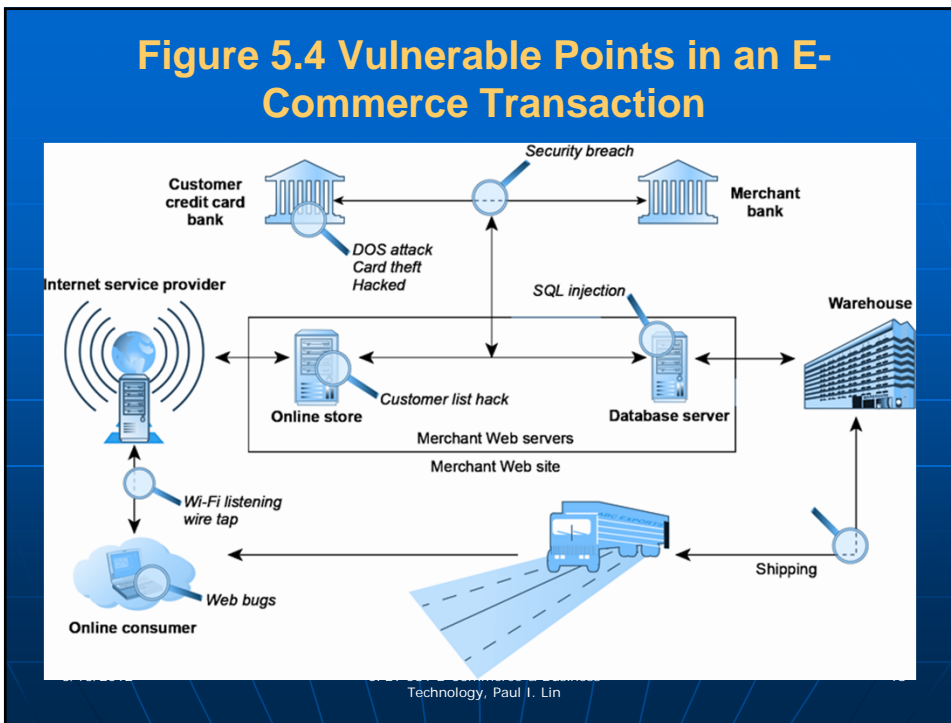 Figure 5.4 Vulnerable Points in an E-
Commerce Transaction
Security breach
Customer
credit card
bank
Merchant
bank
DOS attack
Card theft
Hacked
Internet service provider
SQL injection
Warehouse
Online store
Customer list hack
Database server
Merchant Web servers
Merchant Web site
Wi-Fi listening
wire tap
ABC EXPORTS
Shipping
Web bugs
Online consumer
Technology, Paul I. Lin